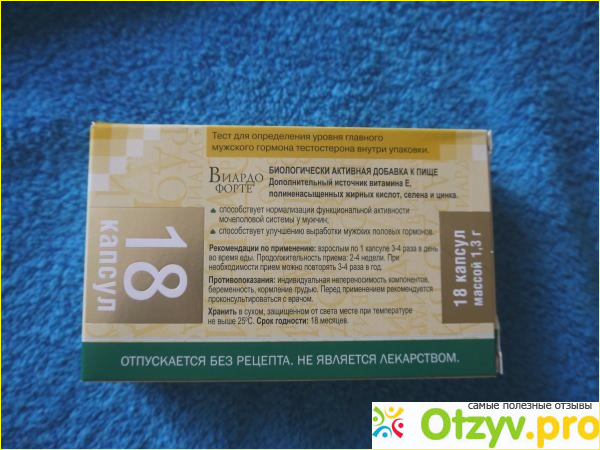 Тест для определения уровня главного
мужского гормона тестостерона внутри упаковки.
ВИАРДО
ФОРТЕ®
БИОЛОГИЧЕСКИ АКТИВНАЯ ДОБАВКА К ПИЩЕ
Дополнительный источник витамина Е,
полиненасыщенных жирных кислот, селена и цинка.
способствует нормализации функциональной активности
мочеполовой системы у мужчин;
способствует улучшению выработки мужских половых гормонов.
Рекомендации по применению: взрослым по 1 капсуле 3-4 раза в день
во время еды. Продолжительность приема: 2-4 недели. При
необходимости прием можно повторять 3-4 раза в год.
Противопоказания: индивидуальная непереносимость компонентов,
беременность, кормление грудью. Перед применением рекомендуется
проконсультироваться с врачом.
Хранить в сухом, защищенном от света месте при температуре
не выше 25°С. Срок годности: 18 месяцев.
18
капсул
18 капсул
массой 1,3 г
ОТПУСКАЕТСЯ БЕЗ РЕЦЕПТА. НЕ ЯВЛЯЕТСЯ ЛЕКАРСТВОМ.
самые полезные отзывы
Otzyv.pro